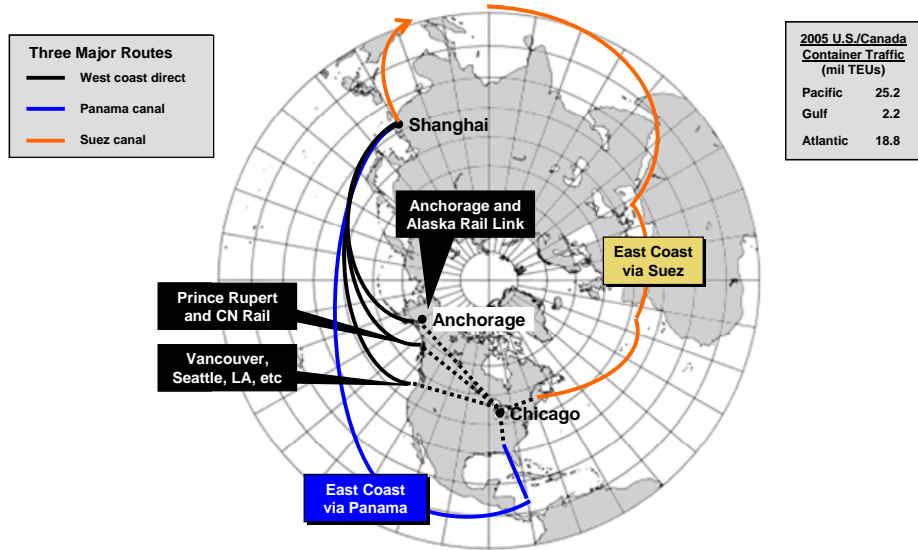 Three Major Routes
West coast direct
Panama canal
Suez canal
2005 U.S./Canada
Container Traffic
(mil TEUs)
Pacific 25.2
Gulf 2.2
Atlantic 18.8
Shanghai
Anchorage and
Alaska Rail Link
East Coast
via Suez
Prince Rupert
and CN Rail
Anchorage
Vancouver,
Seattle, LA, etc
Chicago
East Coast
via Panama